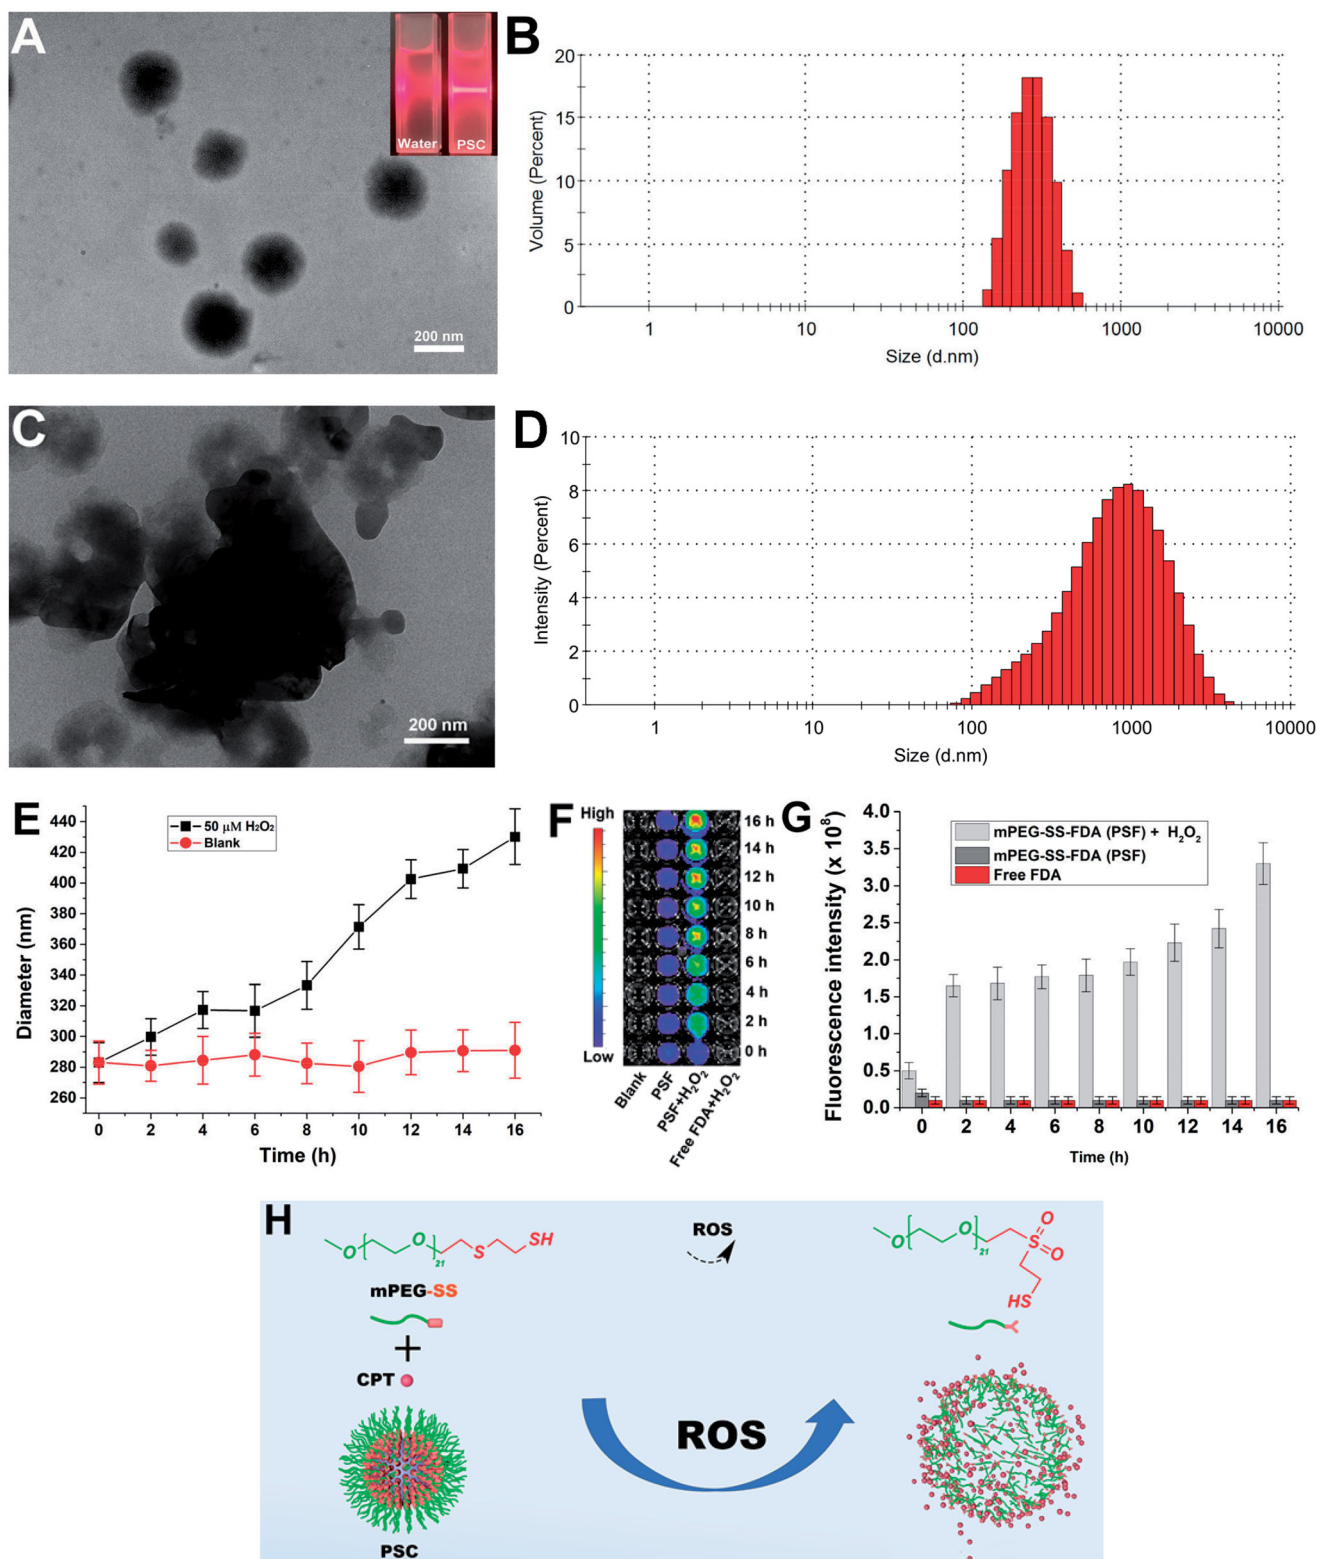 A
Water PSC
200 nm
B
Volume (Percent)
20
15
10
5
0
1 10 100 1000 10000
Size (d.nm)
C
200 nm
D
Intensity (Percent)
10
8
6
4
2
0
1 10 100 1000 10000
Size (d.nm)
E
Diameter (nm)
440
420
400
380
360
340
320
300
280
260
50 μM H₂O₂
Blank
0 2 4 6 8 10 12 14 16
Time (h)
F
High
Low
16 h
14 h
12 h
10 h
8 h
6 h
4 h
2 h
0 h
Blank
PSF
PSF+H₂O₂
Free FDA+H₂O₂
G
Fluorescence intensity (x 10⁸)
4.0
3.5
3.0
2.5
2.0
1.5
1.0
0.5
0.0
mPEG-SS-FDA (PSF) + H₂O₂
mPEG-SS-FDA (PSF)
Free FDA
0 2 4 6 8 10 12 14 16
Time (h)
H
O O 21 S SH
mPEG-SS
+
CPT
PSC
ROS
ROS
O O 21 S O O
HS